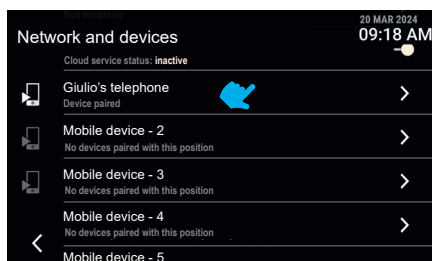 Non associato
20 MAR 2024
Network and devices
09:18 AM
Cloud service status: inactive
Giulio's telephone
Device paired
Mobile device - 2
No devices paired with this position
Mobile device - 3
No devices paired with this position
Mobile device - 4
No devices paired with this position
Mobile device - 5